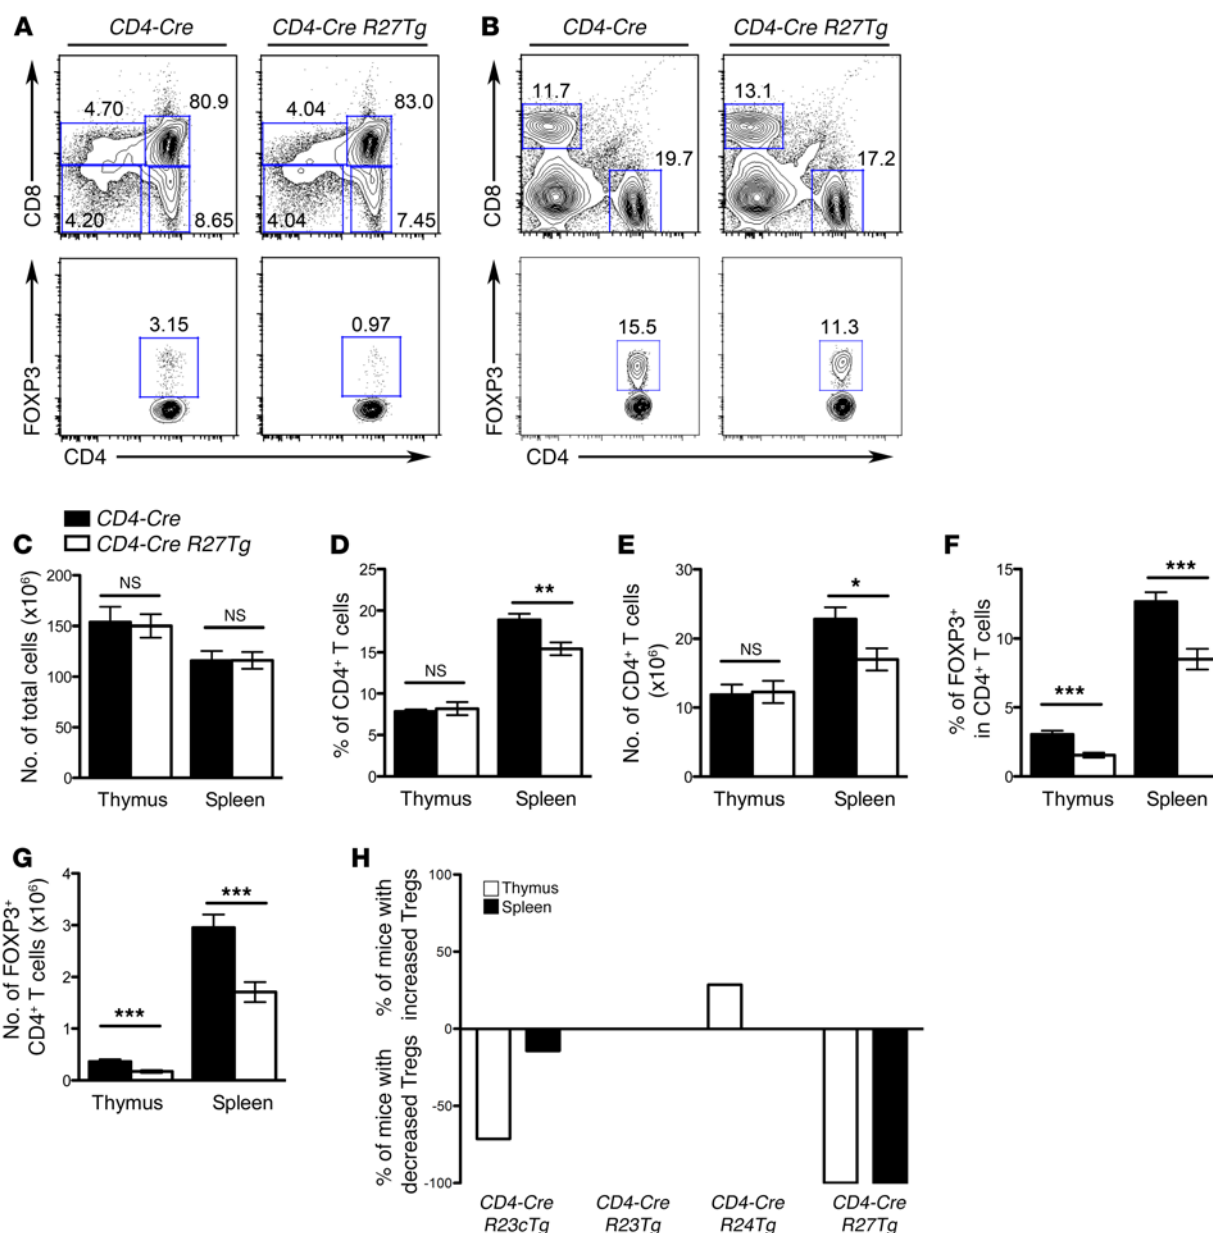 A
CD4-Cre
CD4-Cre R27Tg
B
CD4-Cre
CD4-Cre R27Tg
CD8
4.70
80.9
4.20
8.65
4.04
83.0
4.04
7.45
CD8
11.7
19.7
13.1
17.2
FOXP3
3.15
0.97
FOXP3
15.5
11.3
CD4
CD4
CD4-Cre
CD4-Cre R27Tg
C
No. of total cells (x10⁶)
200
150
100
50
0
NS
NS
Thymus
Spleen
D
% of CD4⁺ T cells
25
20
15
10
5
0
NS
**
Thymus
Spleen
E
No. of CD4⁺ T cells
(x10⁶)
30
20
10
0
NS
*
Thymus
Spleen
F
% of FOXP3⁺
in CD4⁺ T cells
15
10
5
0
***
***
Thymus
Spleen
G
No. of FOXP3⁺
CD4⁺ T cells (x10⁶)
4
3
2
1
0
***
***
Thymus
Spleen
H
% of mice with
increased Tregs
% of mice with
decreased Tregs
100
50
0
-50
-100
Thymus
Spleen
CD4-Cre
R23cTg
CD4-Cre
R23Tg
CD4-Cre
R24Tg
CD4-Cre
R27Tg